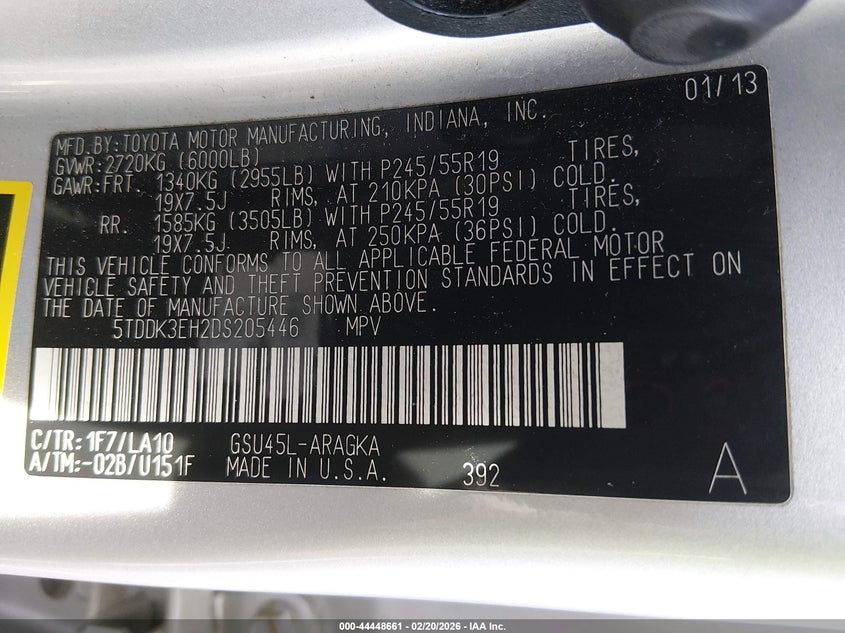 01/13
MFD.BY:TOYOTA MOTOR MANUFACTURING, INDIANA, INC.
GVWR:2720KG (6000LB)
GAWR:FRT. 1340KG (2955LB) WITH P245/55R19 TIRES,
19X7.5J RIMS, AT 210KPA (30PSI) COLD.
RR. 1585KG (3505LB) WITH P245/55R19 TIRES,
19X7.5J RIMS, AT 250KPA (36PSI) COLD.
THIS VEHICLE CONFORMS TO ALL APPLICABLE FEDERAL MOTOR
VEHICLE SAFETY AND THEFT PREVENTION STANDARDS IN EFFECT ON
THE DATE OF MANUFACTURE SHOWN ABOVE.
5TDDK3EH2DS205446 MPV
C/TR:1F7/LA10 GSU45L-ARAGKA
A/TM:-02B/U151F MADE IN U.S.A. 392
A
000-44448661 - 02/20/2026 - IAA Inc.